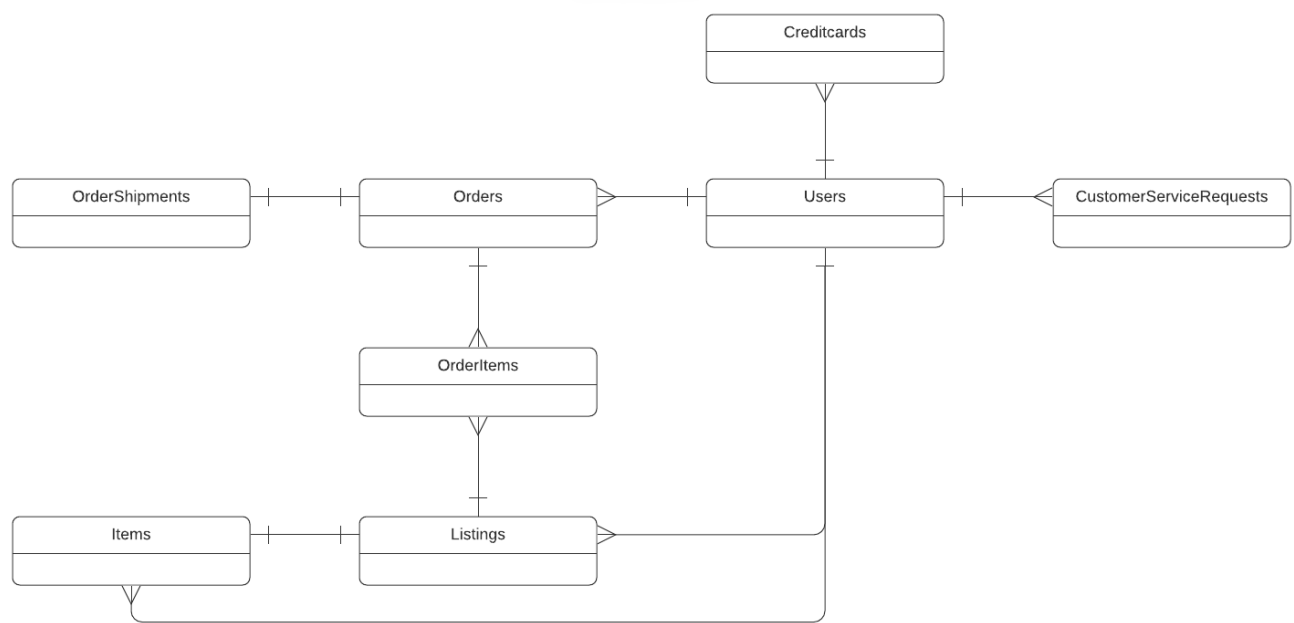 Creditcards
OrderShipments
Orders
Users
CustomerServiceRequests
OrderItems
Items
Listings